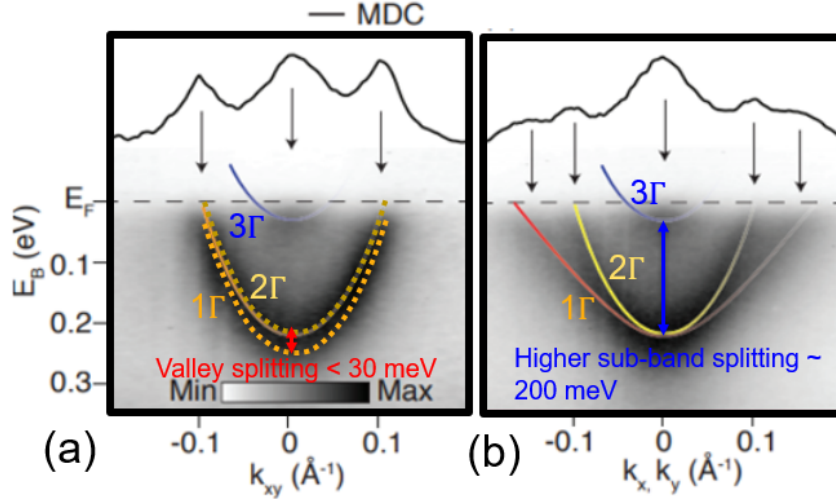 — MDC
E_F
0.1
0.2
0.3
E_B (eV)
3Γ
2Γ
1Γ
Valley splitting < 30 meV
Min Max
-0.1 0 0.1
k_xy (Å⁻¹)
(a)
3Γ
2Γ
1Γ
Higher sub-band splitting ~
200 meV
-0.1 0 0.1
k_x, k_y (Å⁻¹)
(b)